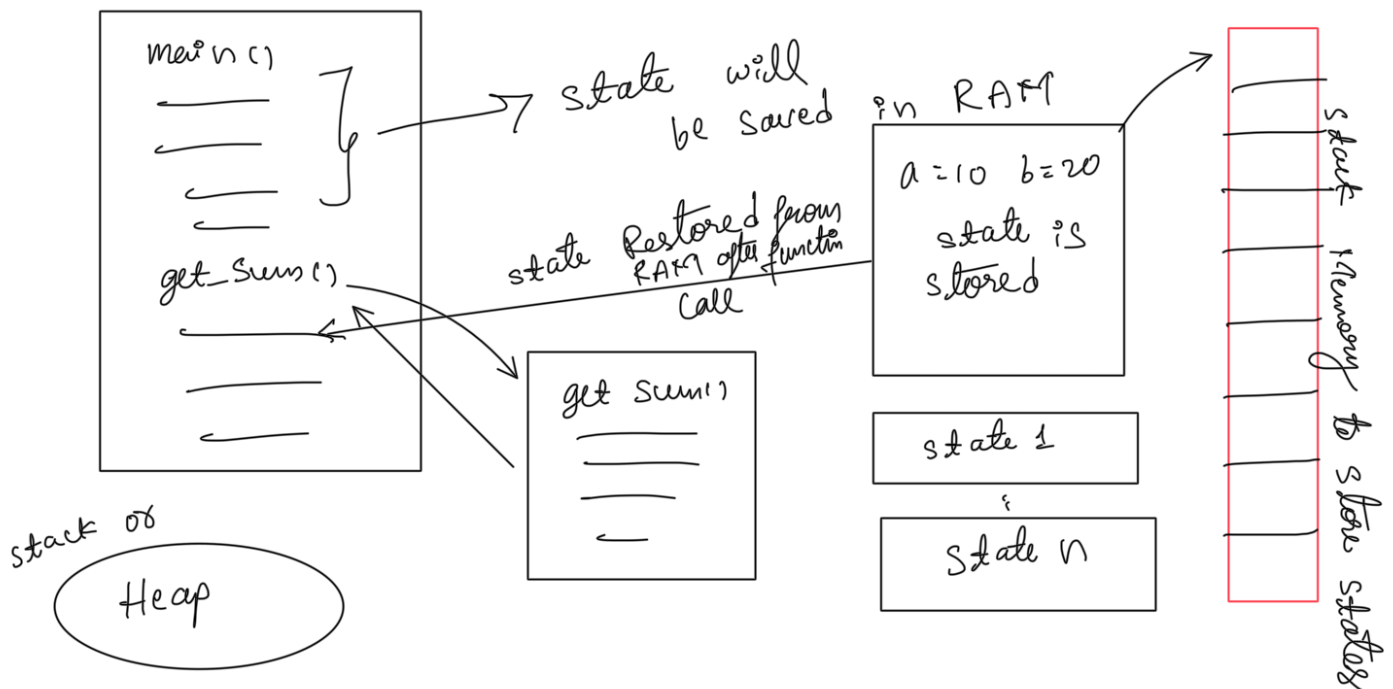 main()
get_sum()
state will
be saved
in RAM
a=10 b=20
state is
stored
state Restored from
RAM after functin
call
get sum()
state 1
state n
stack or
Heap
stack Memory to store states